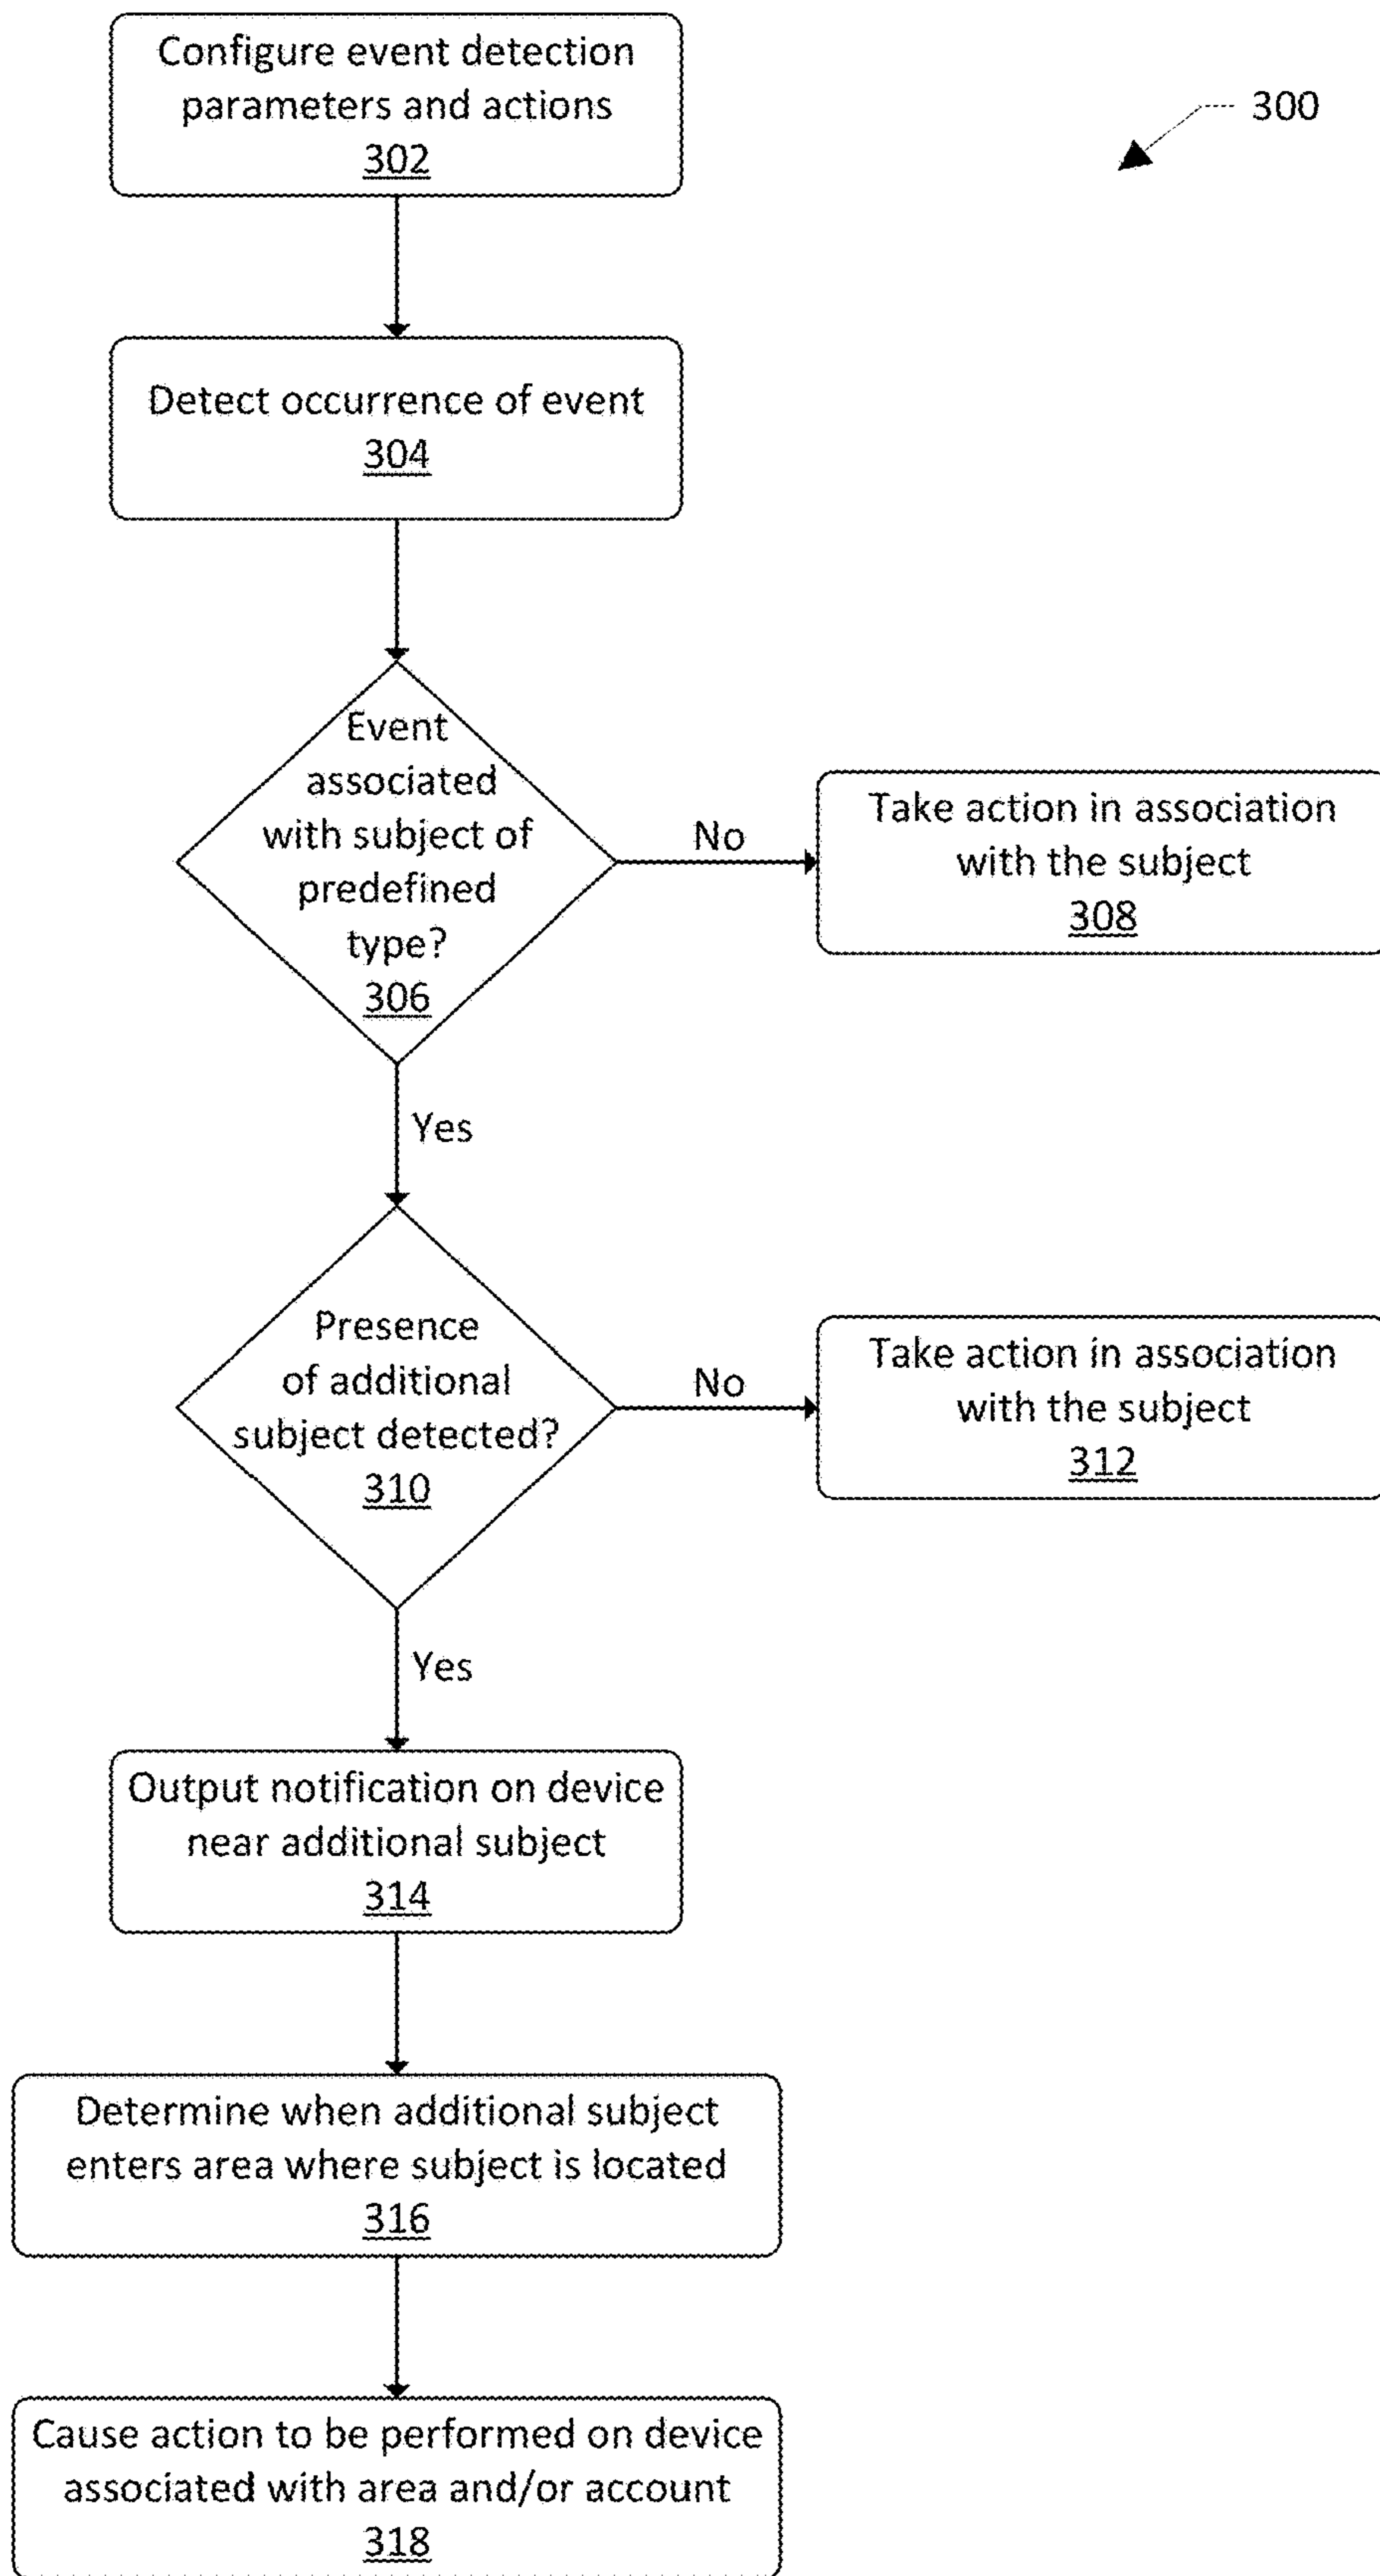 Configure event detection
parameters and actions
302
300
Detect occurrence of event
304
Event
associated
with subject of
predefined
type?
306
No
Take action in association
with the subject
308
Yes
Presence
of additional
subject detected?
310
No
Take action in association
with the subject
312
Yes
Output notification on device
near additional subject
314
Determine when additional subject
enters area where subject is located
316
Cause action to be performed on device
associated with area and/or account
318